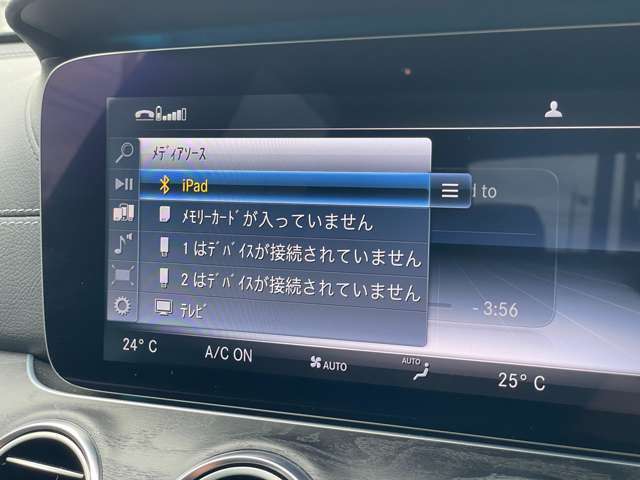 ﾒﾃﾞｨｱｿｰｽ
iPad
d to
ﾒﾓﾘｰｶｰﾄﾞが入っていません
1 はﾃﾞﾊﾞｲｽが接続されていません
2 はﾃﾞﾊﾞｲｽが接続されていません
ﾃﾚﾋﾞ
- 3:56
24° C
A/C ON
AUTO
AUTO
25° C